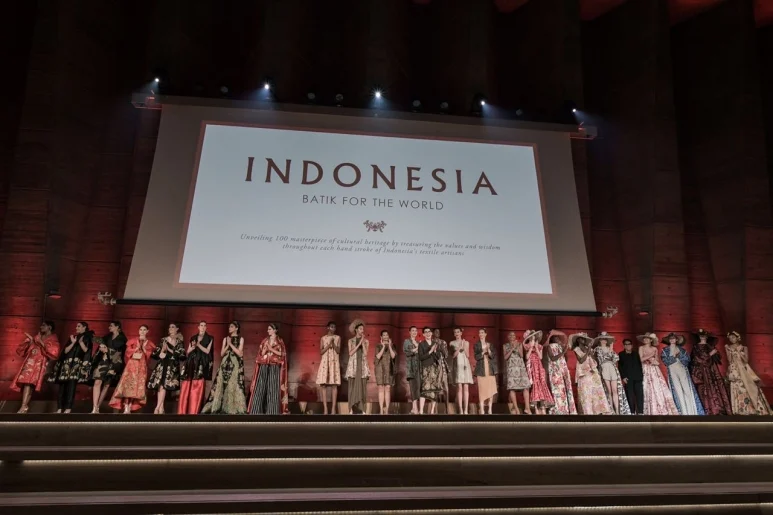 INDONESIA
BATIK FOR THE WORLD
Unveiling 100 masterpiece of cultural heritage by treasuring the values and wisdom
throughout each hand stroke of Indonesia's textile artisans